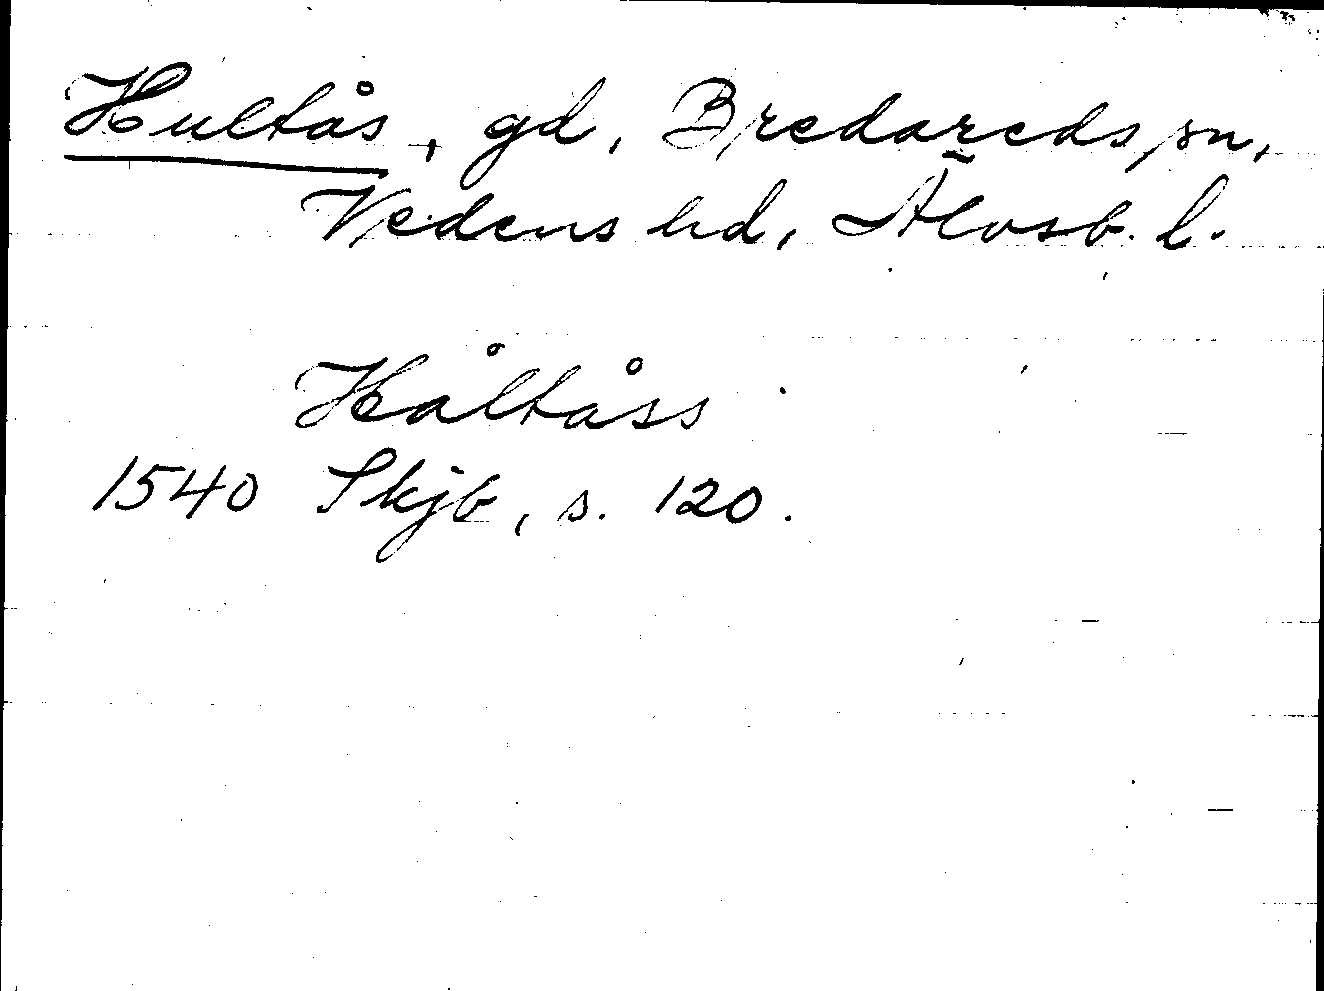 Hultås, gd, Bredareds sn,
Vedens hd, Älvsb. l.
Håltåss
1540 Skjb, s. 120.